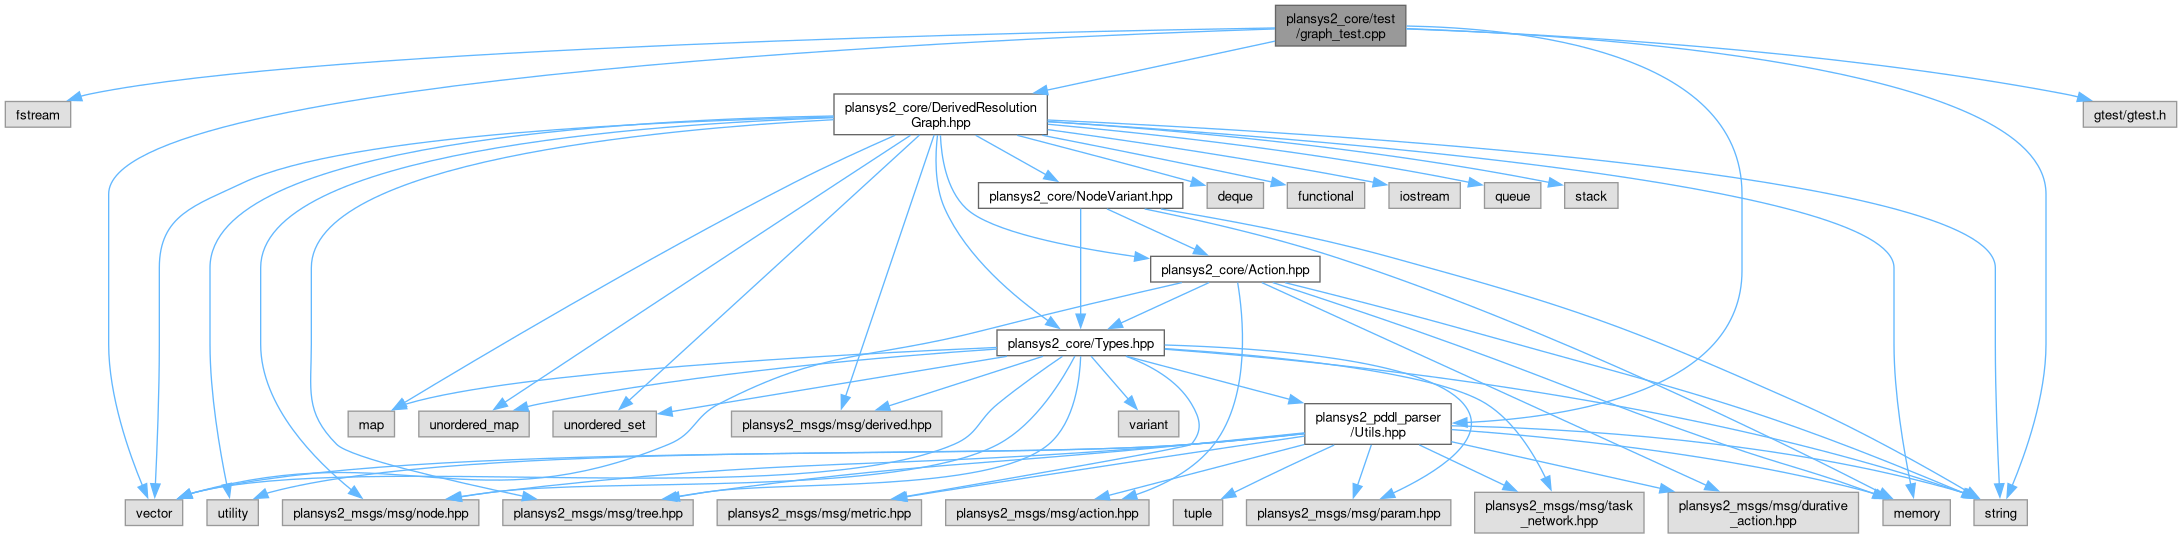 plansys2_core/test
/graph_test.cpp
fstream
plansys2_core/DerivedResolution
Graph.hpp
gtest/gtest.h
plansys2_core/NodeVariant.hpp
deque
functional
iostream
queue
stack
plansys2_core/Action.hpp
plansys2_core/Types.hpp
map
unordered_map
unordered_set
plansys2_msgs/msg/derived.hpp
variant
plansys2_pddl_parser
/Utils.hpp
vector
utility
plansys2_msgs/msg/node.hpp
plansys2_msgs/msg/tree.hpp
plansys2_msgs/msg/metric.hpp
plansys2_msgs/msg/action.hpp
tuple
plansys2_msgs/msg/param.hpp
plansys2_msgs/msg/task
_network.hpp
plansys2_msgs/msg/durative
_action.hpp
memory
string